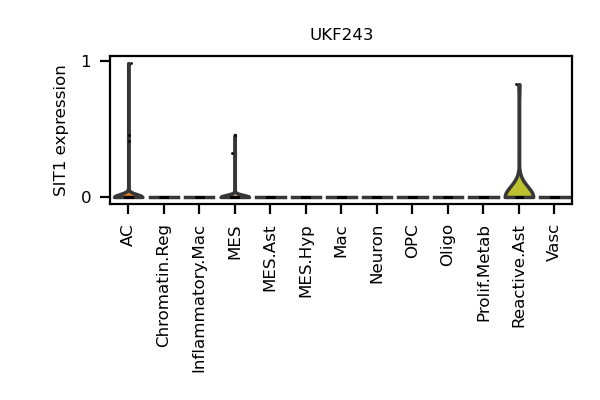 UKF243
SIT1 expression
1
0
AC
Chromatin.Reg
Inflammatory.Mac
MES
MES.Ast
MES.Hyp
Mac
Neuron
OPC
Oligo
Prolif.Metab
Reactive.Ast
Vasc